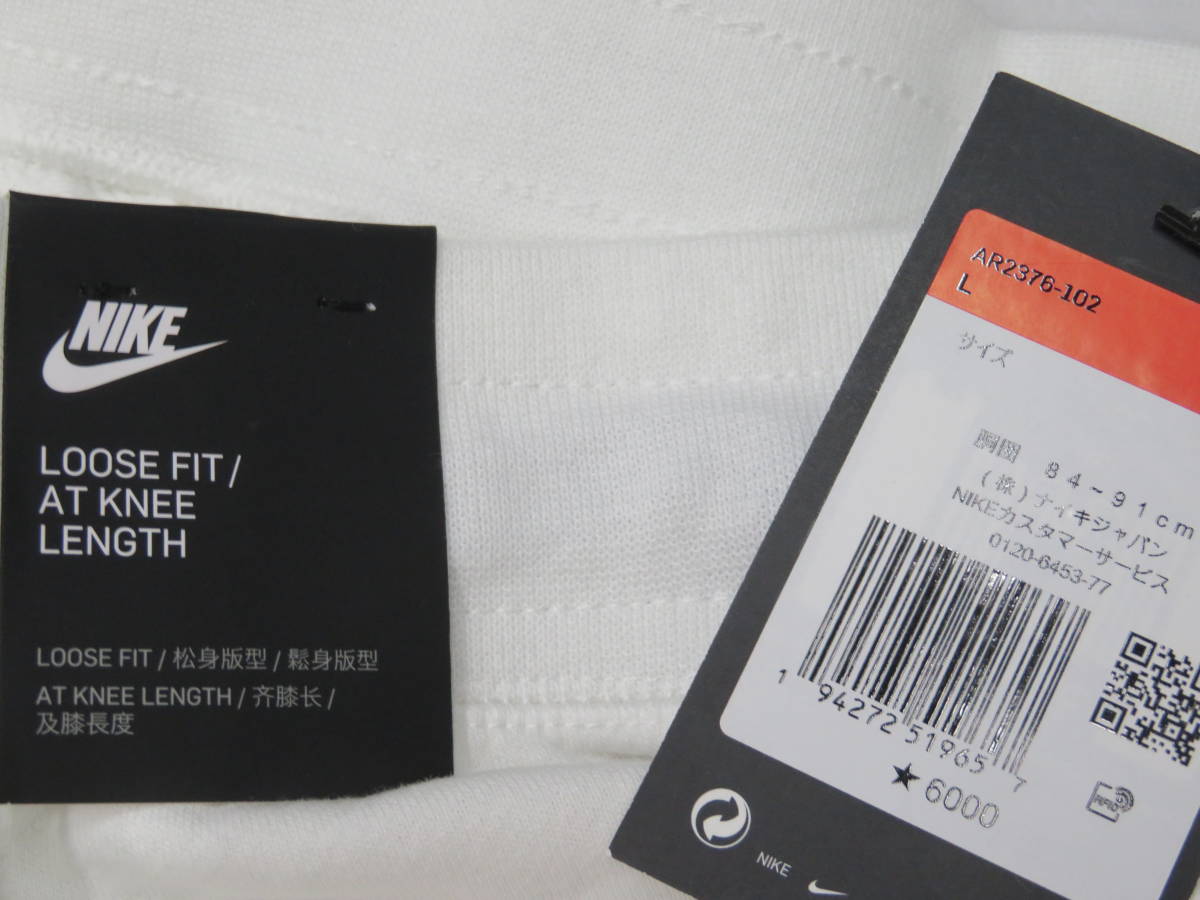 NIKE
LOOSE FIT /
AT KNEE
LENGTH
LOOSE FIT / 松身版型 / 鬆身版型
AT KNEE LENGTH / 齐膝长 /
及膝長度
AR2376-102
L
サイズ
胴囲 84~91cm
(株)ナイキジャパン
NIKEカスタマーサービス
0120-6453-77
1 94272 51965 7
★6000
RFID
NIKE